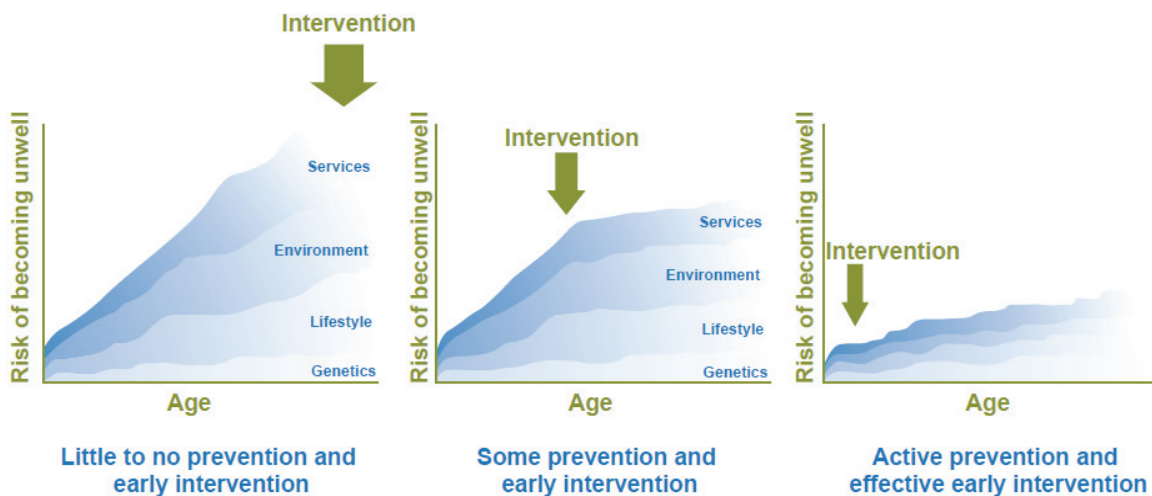 Intervention
Risk of becoming unwell
Services
Environment
Lifestyle
Genetics
Age
Little to no prevention and
early intervention
Intervention
Risk of becoming unwell
Services
Environment
Lifestyle
Genetics
Age
Some prevention and
early intervention
Intervention
Risk of becoming unwell
Age
Active prevention and
effective early intervention